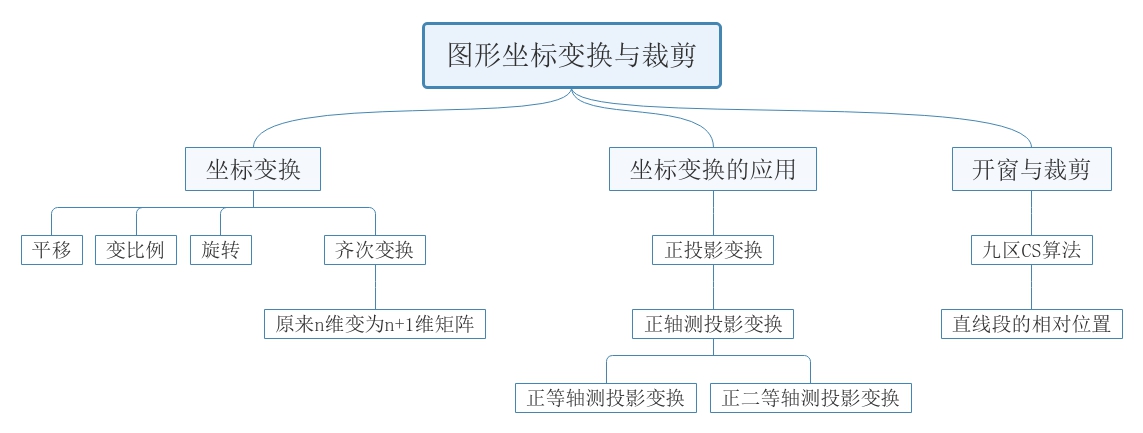 图形坐标变换与裁剪
坐标变换
坐标变换的应用
开窗与裁剪
平移
变比例
旋转
齐次变换
正投影变换
九区CS算法
原来n维变为n+1维矩阵
正轴测投影变换
直线段的相对位置
正等轴测投影变换
正二等轴测投影变换